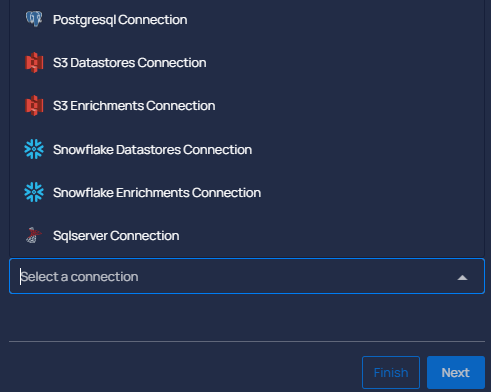 Postgresql Connection
S3 Datastores Connection
S3 Enrichments Connection
Snowflake Datastores Connection
Snowflake Enrichments Connection
Sqlserver Connection
Select a connection
Finish Next